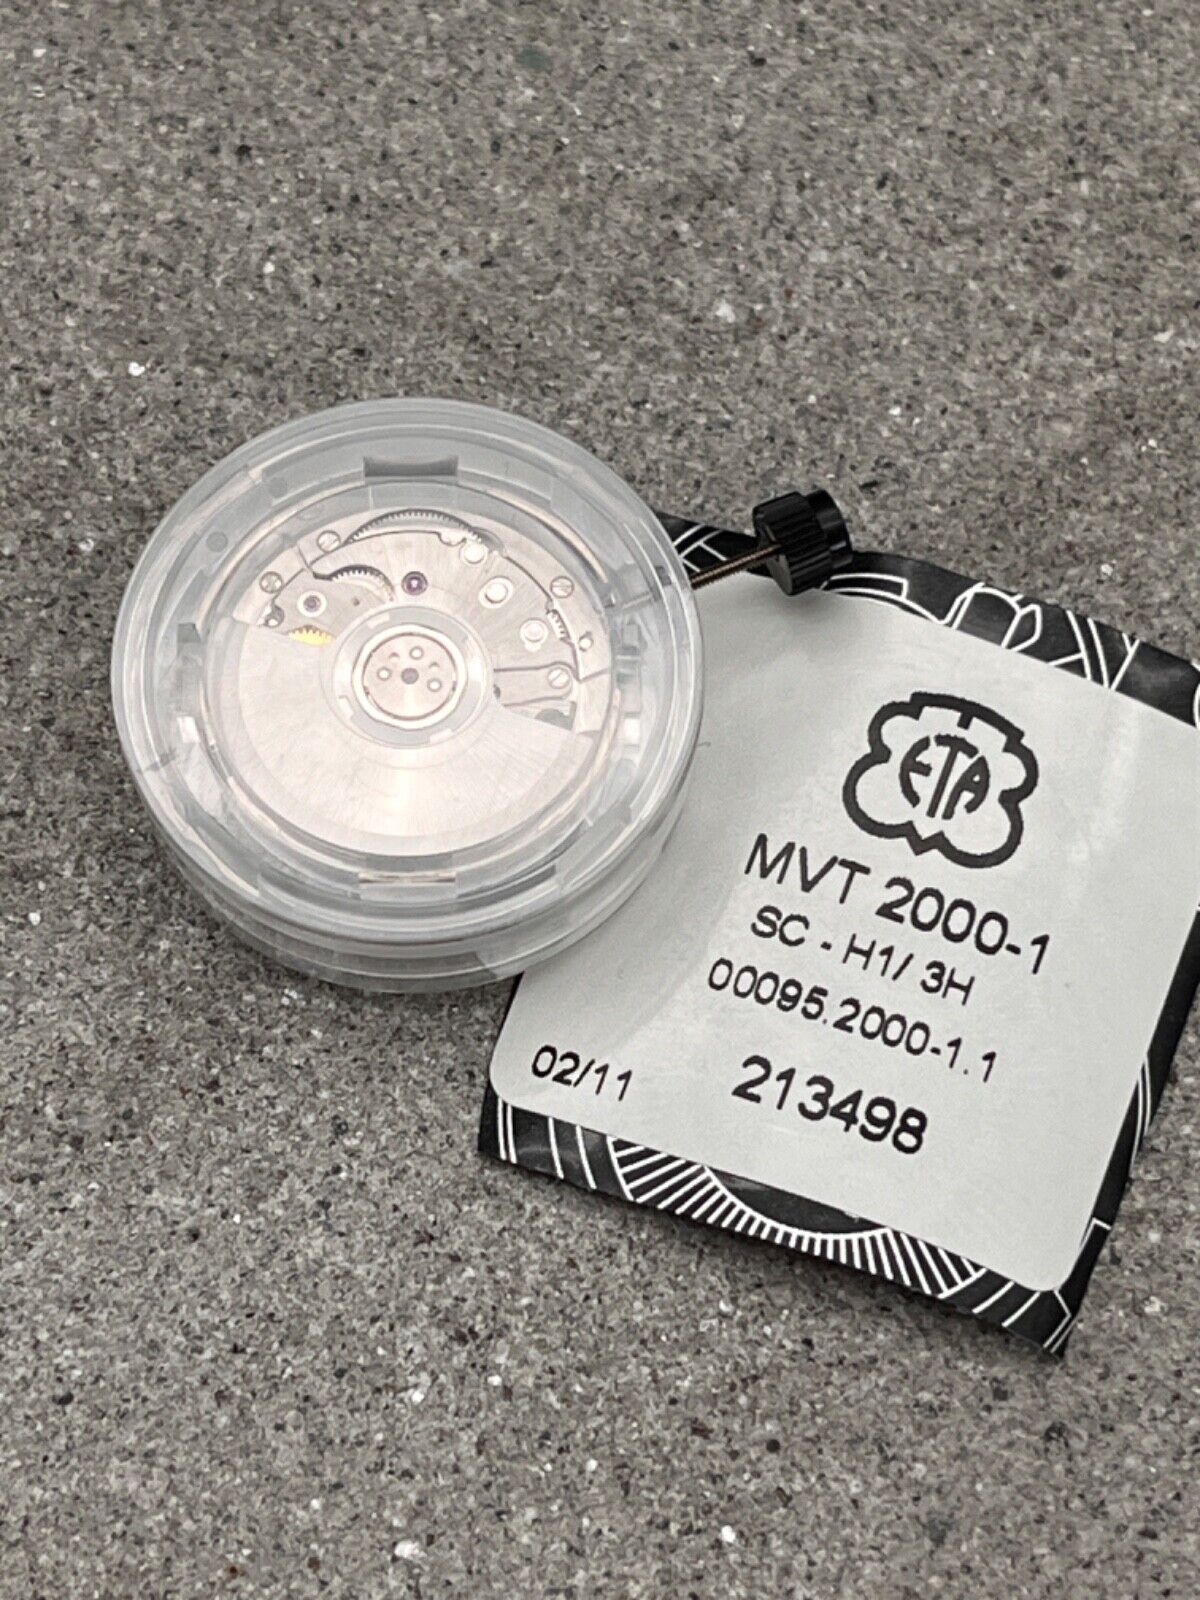 ETA
MVT 2000-1
SC - H1/ 3H
00095.2000-1.1
02/11 213498